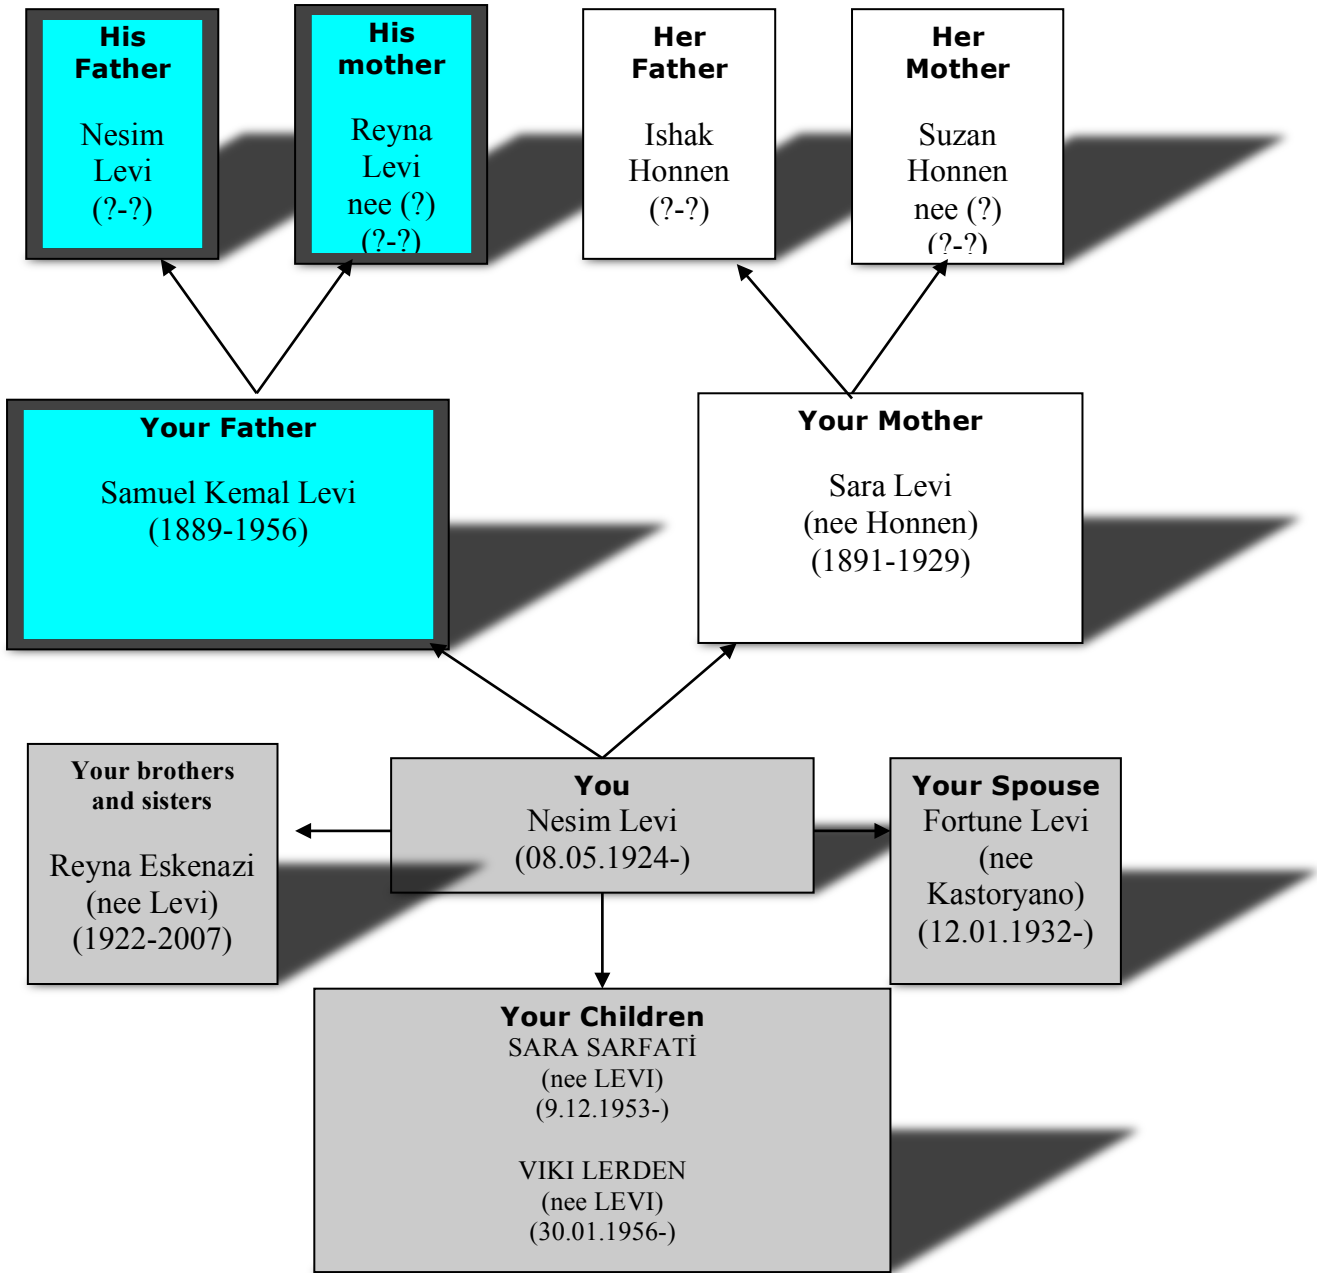 His
Father
Nesim
Levi
(?-?)
His
mother
Reyna
Levi
nee (?)
(?-?)
Her
Father
Ishak
Honnen
(?-?)
Her
Mother
Suzan
Honnen
nee (?)
(?-?)
Your Father
Samuel Kemal Levi
(1889-1956)
Your Mother
Sara Levi
(nee Honnen)
(1891-1929)
Your brothers
and sisters
Reyna Eskenazi
(nee Levi)
(1922-2007)
You
Nesim Levi
(08.05.1924-)
Your Spouse
Fortune Levi
(nee
Kastoryano)
(12.01.1932-)
Your Children
SARA SARFATİ
(nee LEVI)
(9.12.1953-)
VIKI LERDEN
(nee LEVI)
(30.01.1956-)